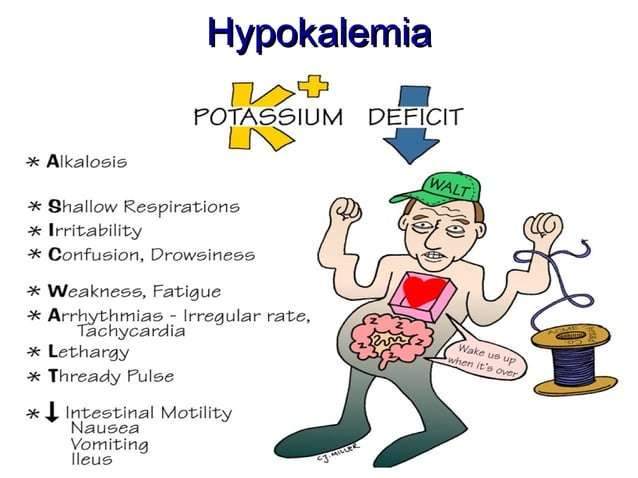 Hypokalemia
K+
POTASSIUM DEFICIT
* Alkalosis
* Shallow Respirations
* Irritability
* Confusion, Drowsiness
* Weakness, Fatigue
* Arrhythmias - Irregular rate,
Tachycardia
* Lethargy
* Thready Pulse
* ↓ Intestinal Motility
Nausea
Vomiting
Ileus
WALT
Wake us up
when it's over
ACME
C.J. MILLER